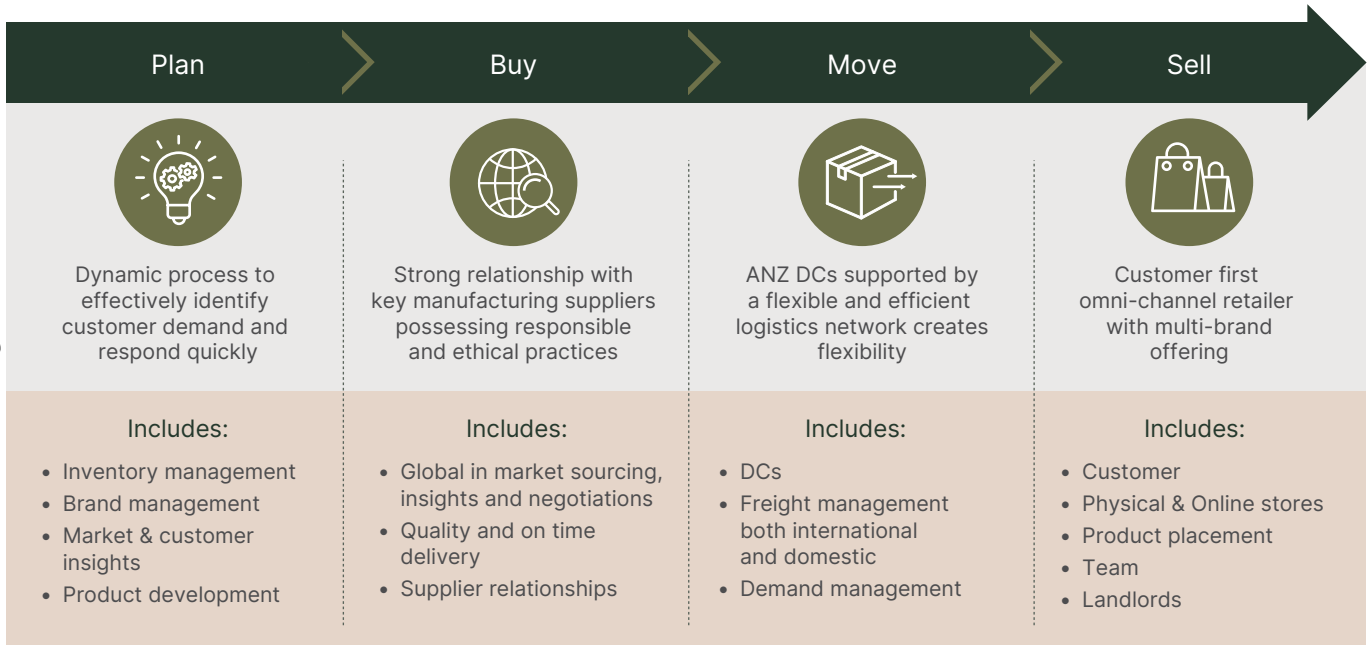 Plan
Buy
Move
Sell
Dynamic process to
effectively identify
customer demand and
respond quickly
Strong relationship with
key manufacturing suppliers
possessing responsible
and ethical practices
ANZ DCs supported by
a flexible and efficient
logistics network creates
flexibility
Customer first
omni-channel retailer
with multi-brand
offering
Includes:
• Inventory management
• Brand management
• Market & customer
insights
• Product development
Includes:
• Global in market sourcing,
insights and negotiations
• Quality and on time
delivery
• Supplier relationships
Includes:
• DCs
• Freight management
both international
and domestic
• Demand management
Includes:
• Customer
• Physical & Online stores
• Product placement
• Team
• Landlords